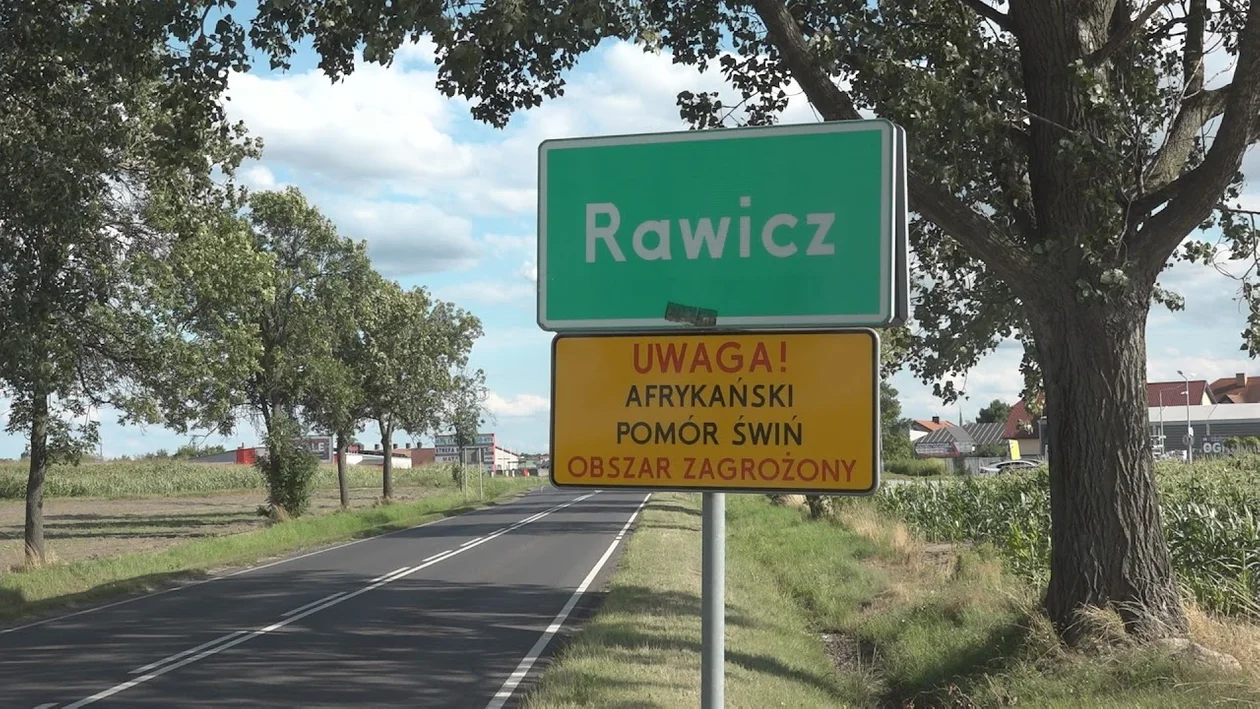 Rawicz
UWAGA!
AFRYKAŃSKI
POMÓR ŚWIŃ
OBSZAR ZAGROŻONY